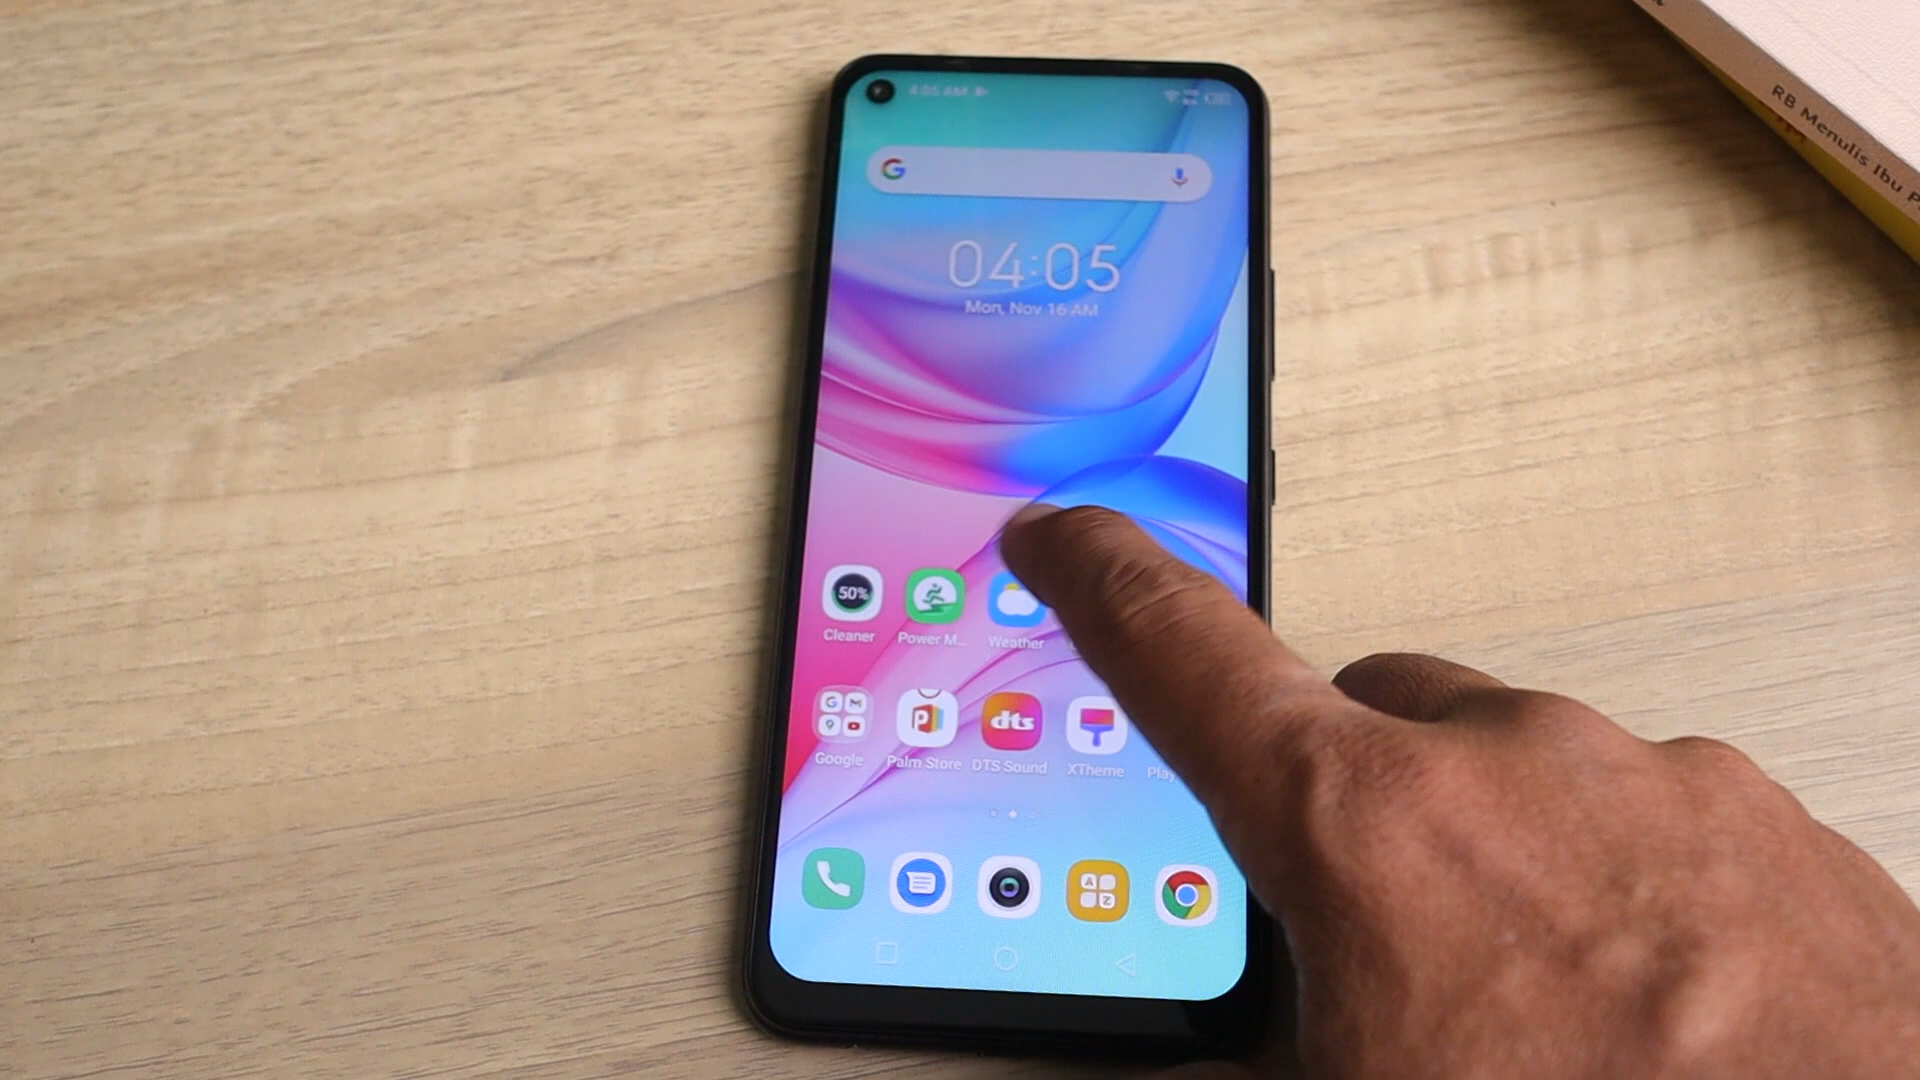 4:05 AM
04:05
Mon, Nov 16 AM
50%
Cleaner
Power M...
Weather
Google
Palm Store
DTS Sound
XTheme
Play
dts
A
Z
RB Menulis Ibu